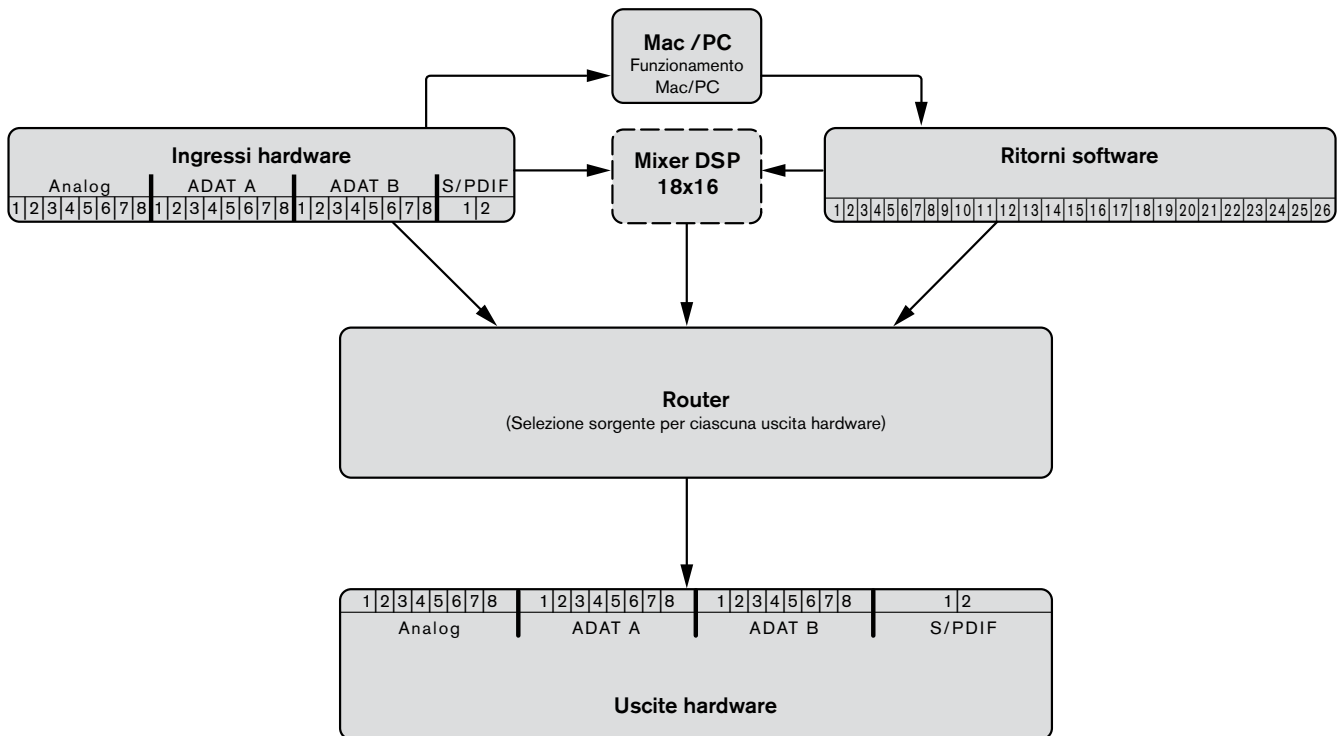 Mac /PC
Funzionamento
Mac/PC
Ingressi hardware
Analog ADAT A ADAT B S/PDIF
1 2 3 4 5 6 7 8 1 2 3 4 5 6 7 8 1 2 3 4 5 6 7 8 1 2
Mixer DSP
18x16
Ritorni software
1 2 3 4 5 6 7 8 9 10 11 12 13 14 15 16 17 18 19 20 21 22 23 24 25 26
Router
(Selezione sorgente per ciascuna uscita hardware)
1 2 3 4 5 6 7 8 1 2 3 4 5 6 7 8 1 2 3 4 5 6 7 8 1 2
Analog ADAT A ADAT B S/PDIF
Uscite hardware